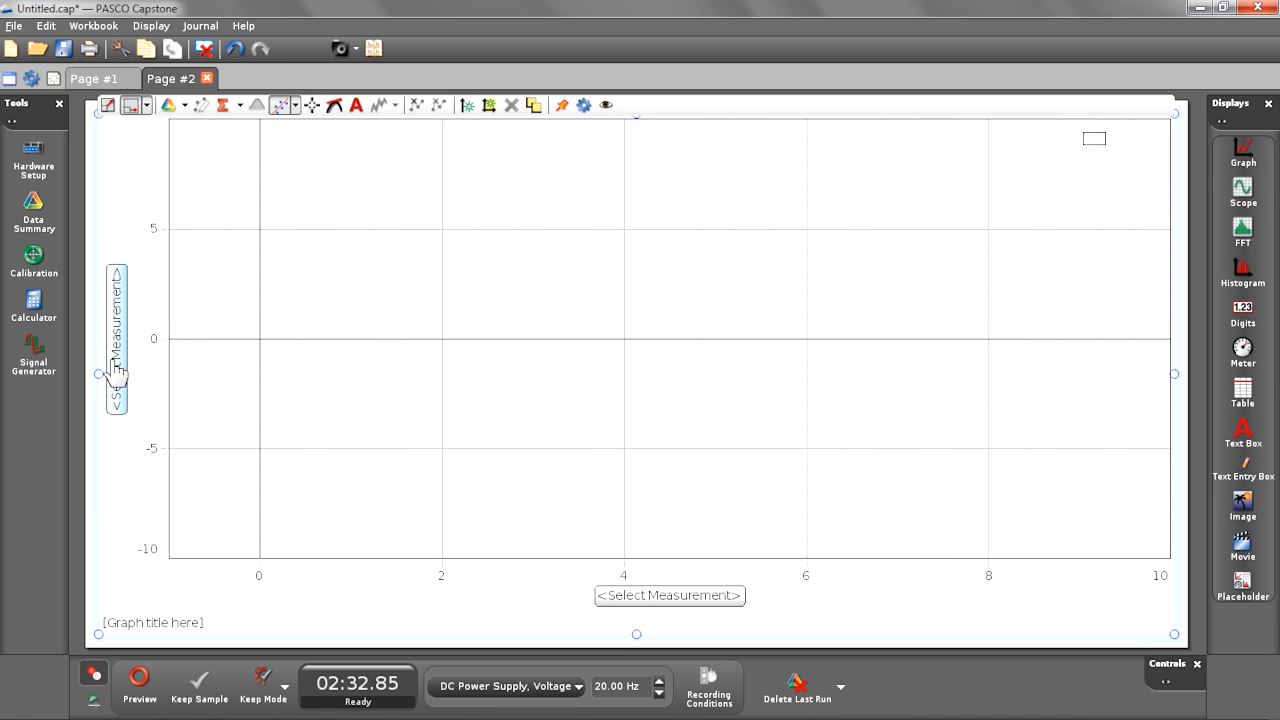 Untitled.cap* — PASCO Capstone
File Edit Workbook Display Journal Help
Page #1
Page #2
Tools
Hardware
Setup
Data
Summary
Calibration
Calculator
Signal
Generator
5
0
-5
-10
<Select Measurement>
0 2 4 6 8 10
<Select Measurement>
[Graph title here]
Displays
Graph
Scope
FFT
Histogram
1.23
Digits
Meter
Table
A
Text Box
Text Entry Box
Image
Movie
Placeholder
Preview
Keep Sample
Keep Mode
02:32.85
Ready
DC Power Supply, Voltage
20.00 Hz
Recording
Conditions
Delete Last Run
Controls